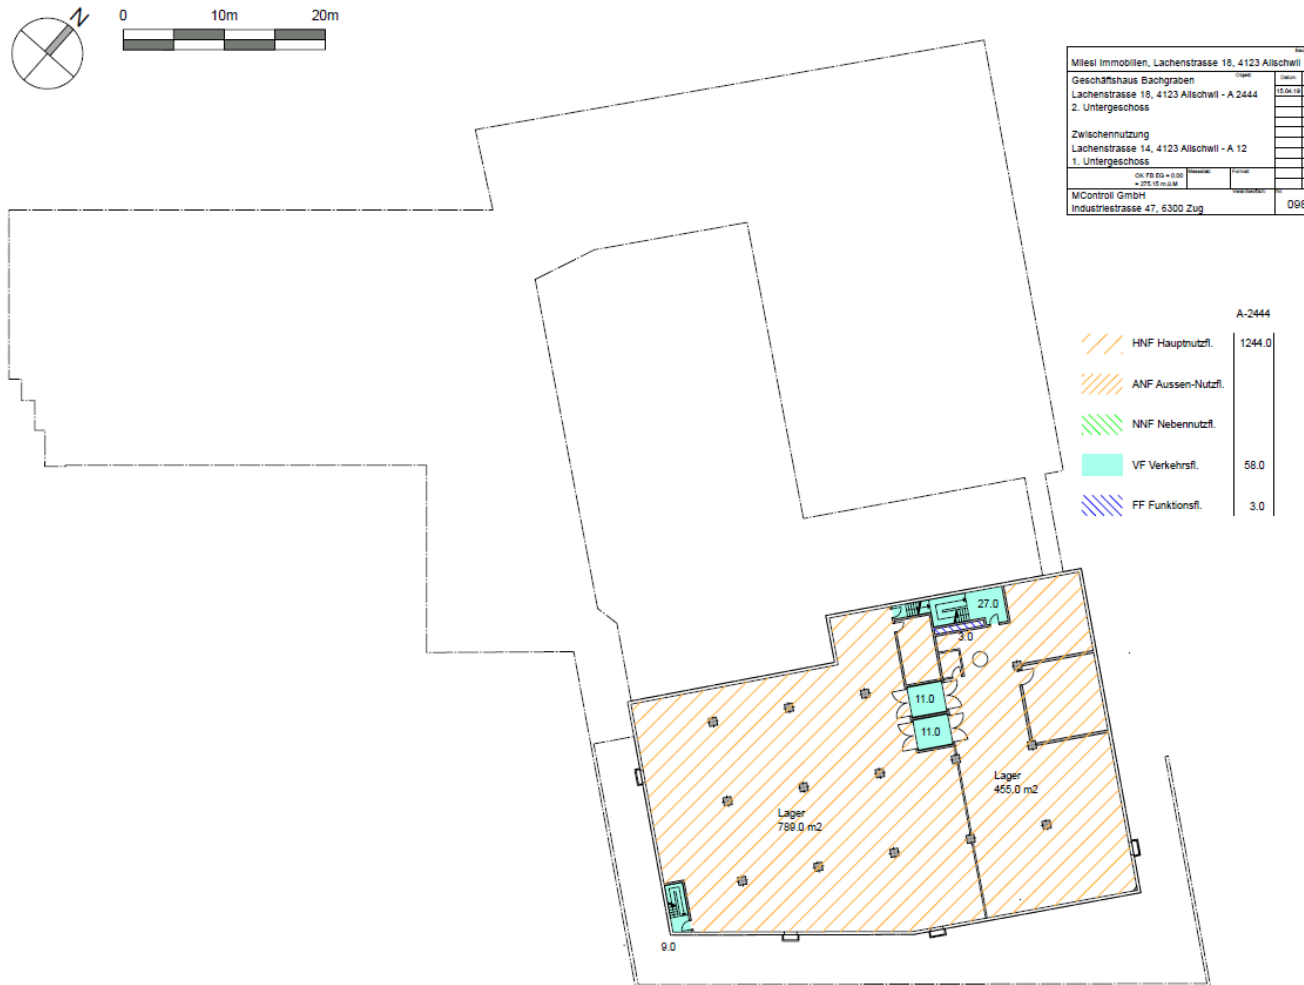 N
0 10m 20m
Milesi Immobilien, Lachenstrasse 18, 4123 Allschwil
Objekt
Geschäftshaus Bachgraben
Datum
Lachenstrasse 18, 4123 Allschwil - A 2444
15.04.19
2. Untergeschoss
Zwischennutzung
Lachenstrasse 14, 4123 Allschwil - A 12
1. Untergeschoss
OK FB EG = 0.00
= 275.15 m.ü.M
Massstab
Format
MControll GmbH
Industriestrasse 47, 6300 Zug
098
A-2444
HNF Hauptnutzfl. 1244.0
ANF Aussen-Nutzfl.
NNF Nebennutzfl.
VF Verkehrsfl. 58.0
FF Funktionsfl. 3.0
27.0
3.0
11.0
11.0
Lager
455.0 m2
Lager
789.0 m2
9.0